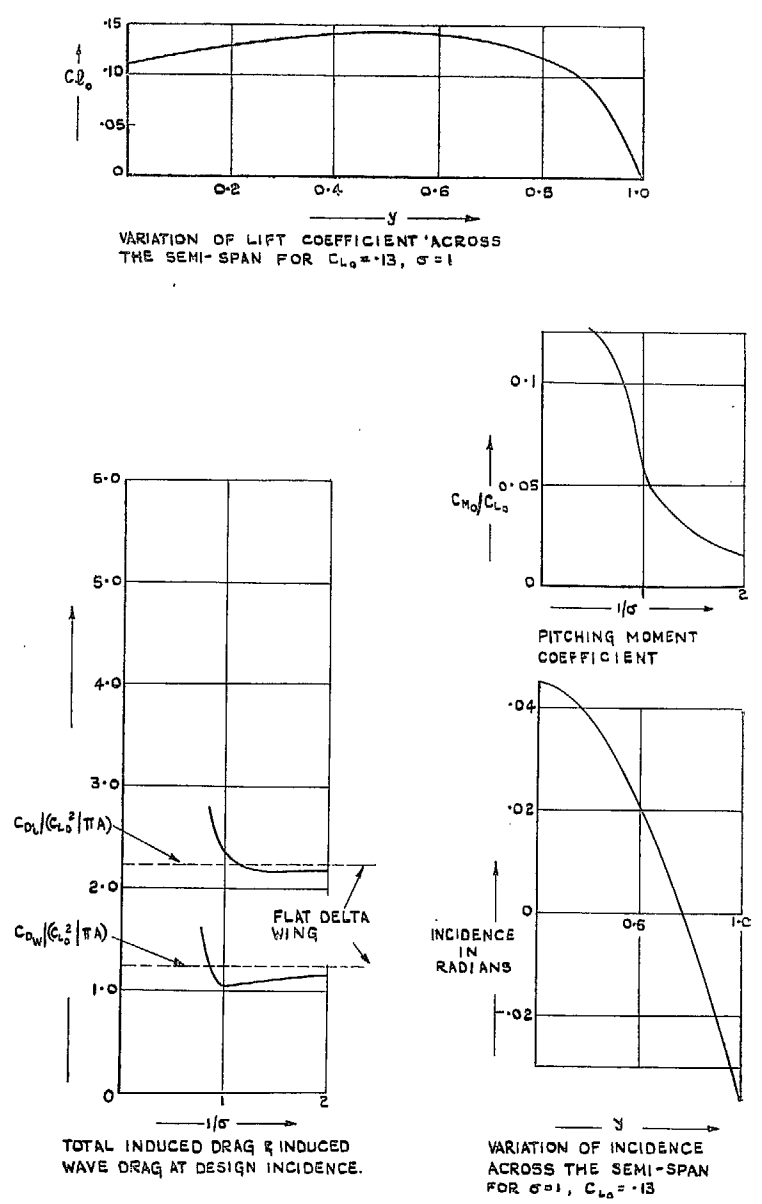 ·15
·10
·05
0
Cℓ₀
0·2 0·4 0·6 0·8 1·0
y
VARIATION OF LIFT COEFFICIENT ACROSS
THE SEMI-SPAN FOR C_L₀ = ·13, σ=1
0·1
0·05
0
C_M₀/C_L₀
1 2
1/σ
PITCHING MOMENT
COEFFICIENT
6·0
5·0
4·0
3·0
2·0
1·0
0
C_DL/(C_L₀²/πA)
C_DW/(C_L₀²/πA)
FLAT DELTA
WING
1 2
1/σ
TOTAL INDUCED DRAG & INDUCED
WAVE DRAG AT DESIGN INCIDENCE.
·04
·02
0
-·02
0·5 1·0
INCIDENCE
IN
RADIANS
y
VARIATION OF INCIDENCE
ACROSS THE SEMI-SPAN
FOR σ=1, C_L₀ = ·13